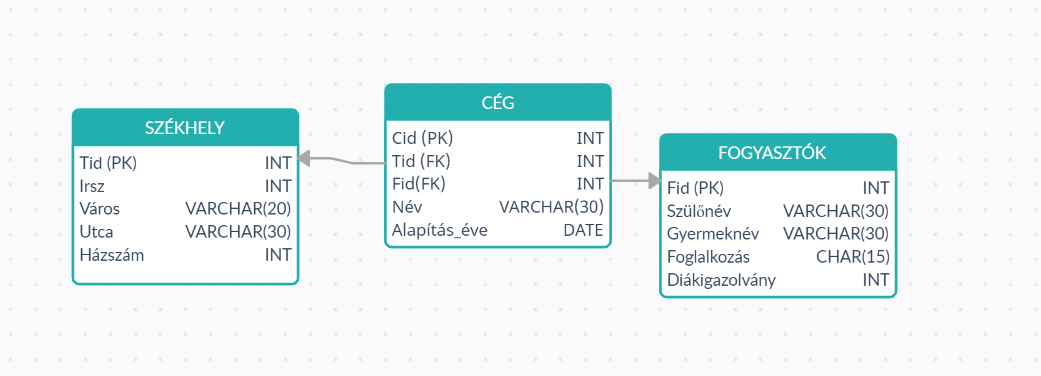 SZÉKHELY
Tid (PK) INT
Irsz INT
Város VARCHAR(20)
Utca VARCHAR(30)
Házszám INT
CÉG
Cid (PK) INT
Tid (FK) INT
Fid(FK) INT
Név VARCHAR(30)
Alapítás_éve DATE
FOGYASZTÓK
Fid (PK) INT
Szülőnév VARCHAR(30)
Gyermeknév VARCHAR(30)
Foglalkozás CHAR(15)
Diákigazolvány INT